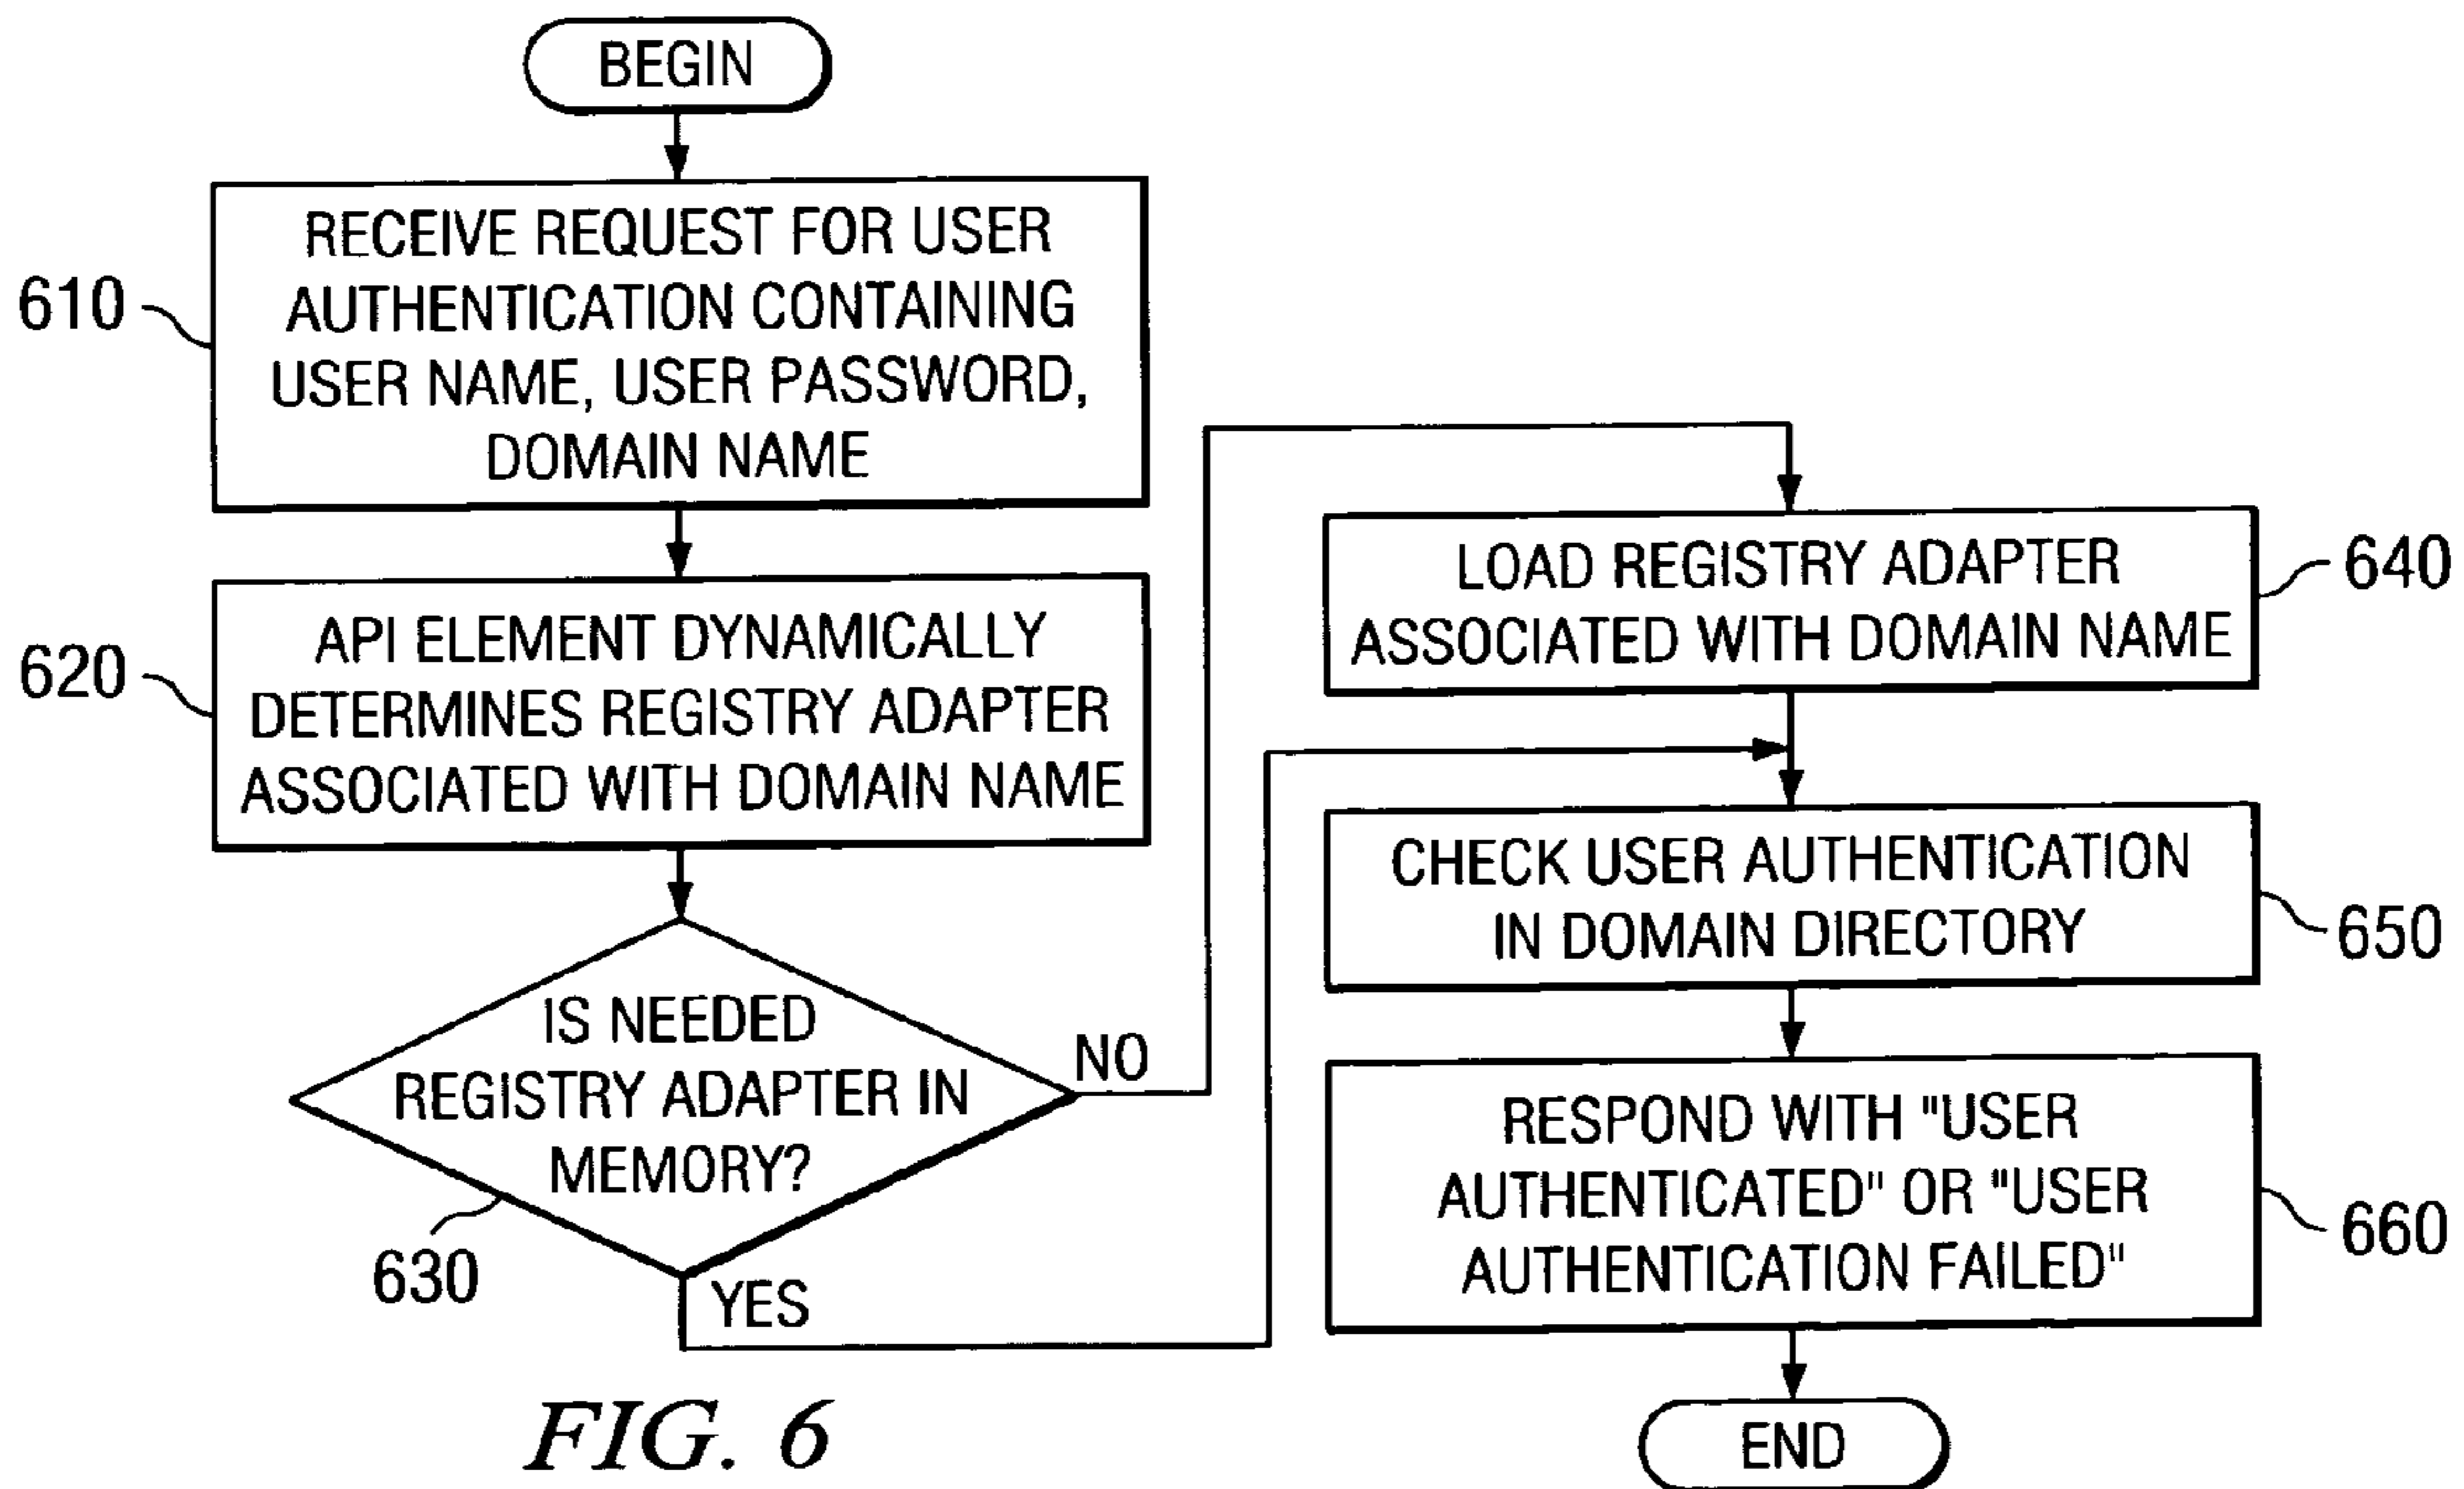 BEGIN
610
RECEIVE REQUEST FOR USER
AUTHENTICATION CONTAINING
USER NAME, USER PASSWORD,
DOMAIN NAME
620
API ELEMENT DYNAMICALLY
DETERMINES REGISTRY ADAPTER
ASSOCIATED WITH DOMAIN NAME
IS NEEDED
REGISTRY ADAPTER IN
MEMORY?
630
NO
YES
LOAD REGISTRY ADAPTER
ASSOCIATED WITH DOMAIN NAME
640
CHECK USER AUTHENTICATION
IN DOMAIN DIRECTORY
650
RESPOND WITH "USER
AUTHENTICATED" OR "USER
AUTHENTICATION FAILED"
660
END
FIG. 6